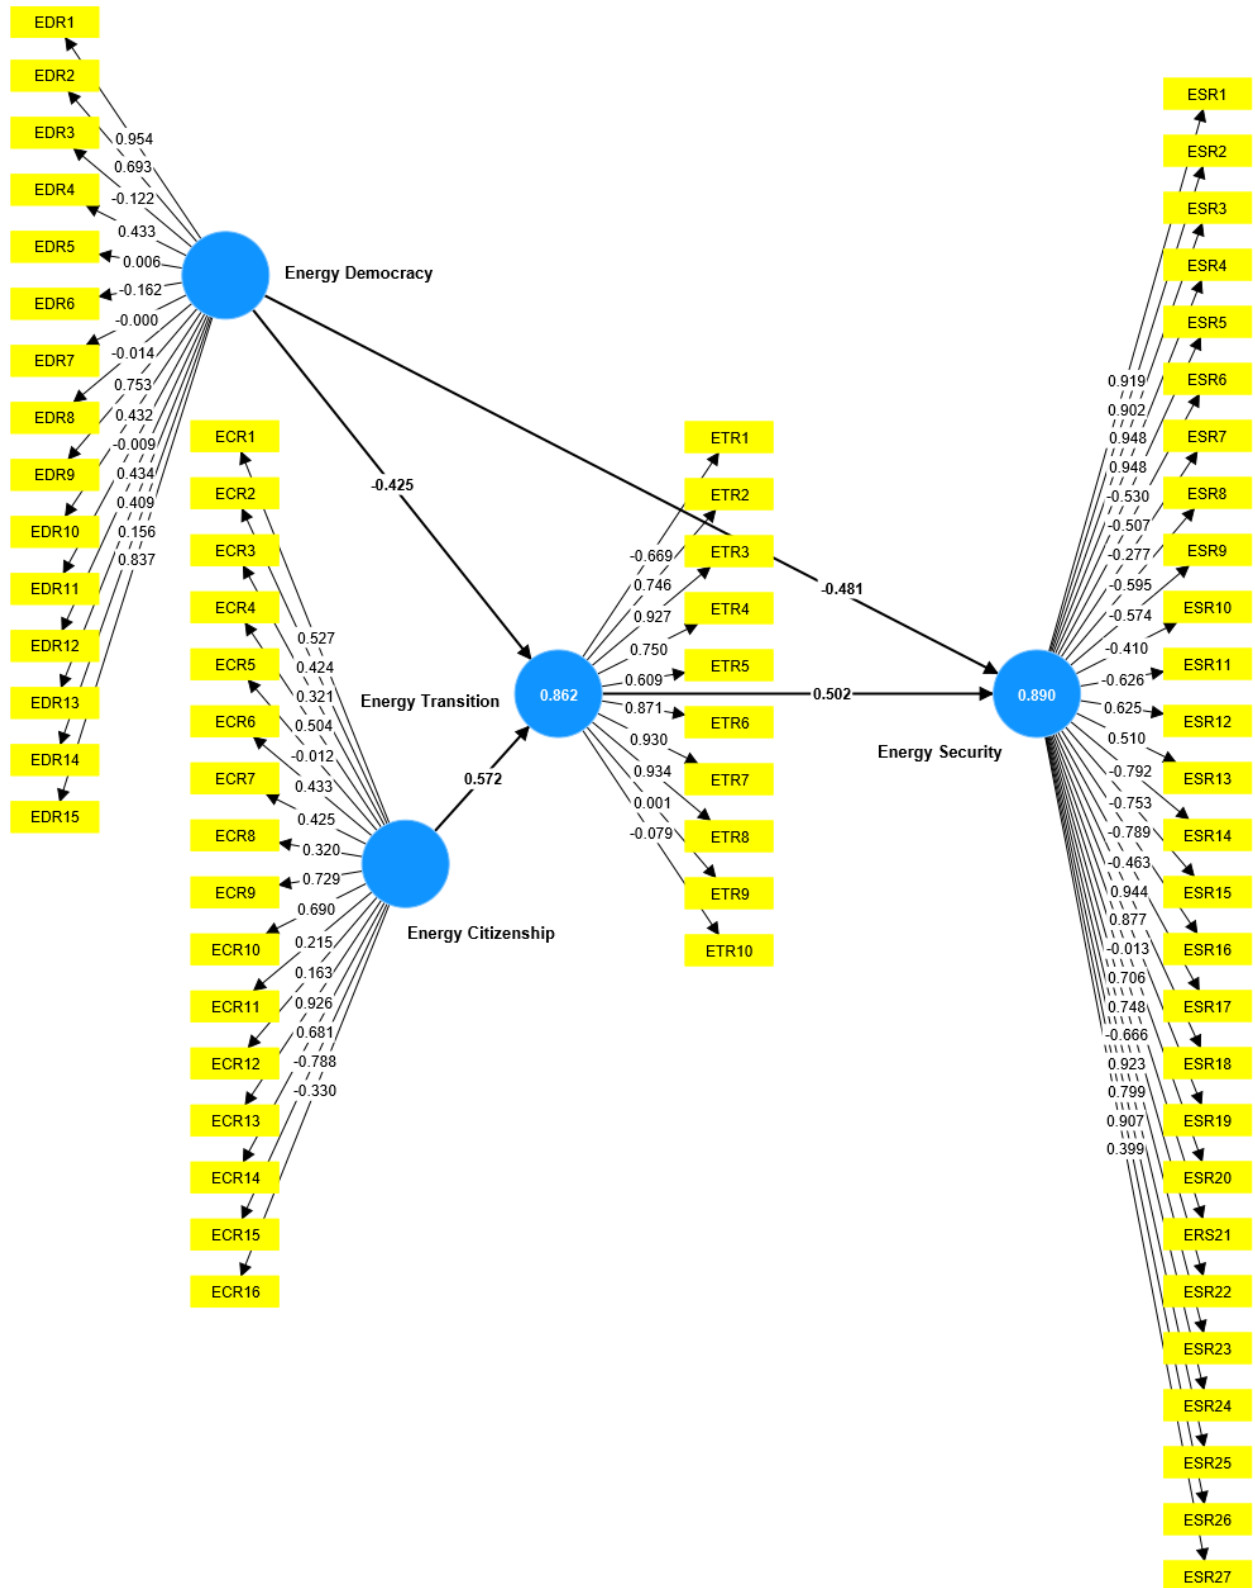 EDR1
EDR2
EDR3
EDR4
EDR5
EDR6
EDR7
EDR8
EDR9
EDR10
EDR11
EDR12
EDR13
EDR14
EDR15
0.954
0.693
-0.122
0.433
0.006
-0.162
-0.000
-0.014
0.753
0.432
-0.009
0.434
0.409
0.156
0.837
Energy Democracy
ECR1
ECR2
ECR3
ECR4
ECR5
ECR6
ECR7
ECR8
ECR9
ECR10
ECR11
ECR12
ECR13
ECR14
ECR15
ECR16
0.527
0.424
0.321
0.504
-0.012
0.433
0.425
0.320
0.729
0.690
0.215
0.163
0.926
0.681
-0.788
-0.330
Energy Citizenship
-0.425
0.572
Energy Transition
0.862
-0.669
0.746
0.927
0.750
0.609
0.871
0.930
0.934
0.001
-0.079
ETR1
ETR2
ETR3
ETR4
ETR5
ETR6
ETR7
ETR8
ETR9
ETR10
-0.481
0.502
0.890
Energy Security
0.919
0.902
0.948
0.948
-0.530
-0.507
-0.277
-0.595
-0.574
-0.410
-0.626
0.625
0.510
-0.792
-0.753
-0.789
-0.463
0.944
0.877
-0.013
0.706
0.748
-0.666
0.923
0.799
0.907
0.399
ESR1
ESR2
ESR3
ESR4
ESR5
ESR6
ESR7
ESR8
ESR9
ESR10
ESR11
ESR12
ESR13
ESR14
ESR15
ESR16
ESR17
ESR18
ESR19
ESR20
ERS21
ESR22
ESR23
ESR24
ESR25
ESR26
ESR27